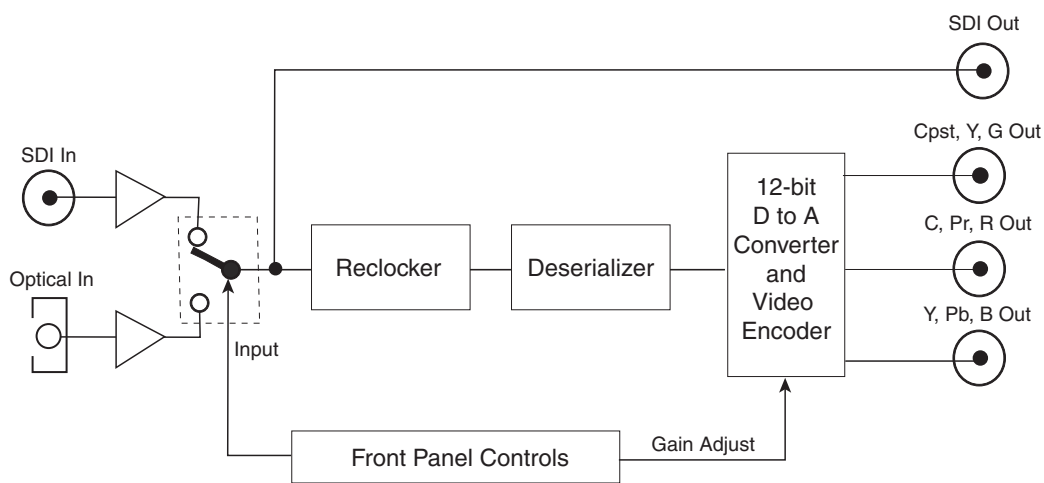 SDI Out
Cpst, Y, G Out
SDI In
12-bit
D to A
Converter
and
Video
Encoder
C, Pr, R Out
Reclocker
Deserializer
Optical In
Y, Pb, B Out
Input
Gain Adjust
Front Panel Controls